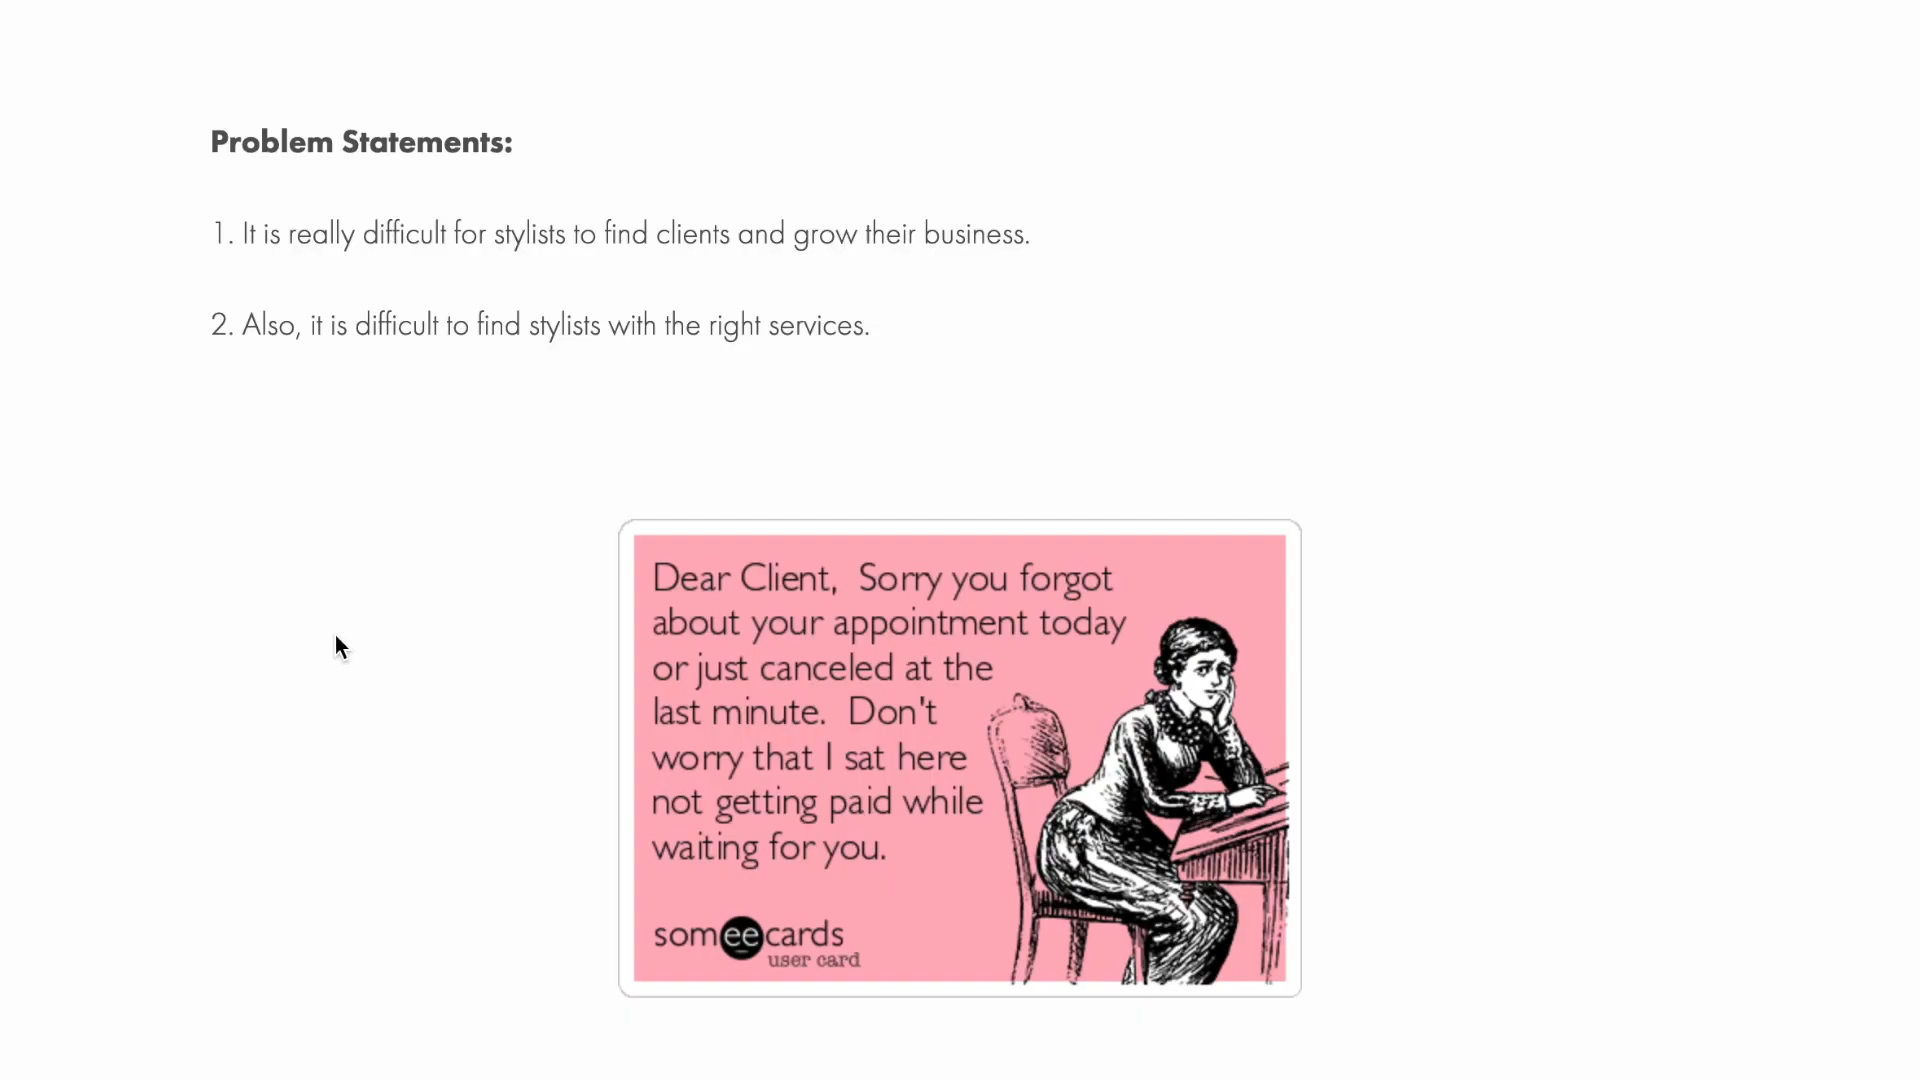 Problem Statements:
1. It is really difficult for stylists to find clients and grow their business.
2. Also, it is difficult to find stylists with the right services.
Dear Client,  Sorry you forgot
about your appointment today
or just canceled at the
last minute.  Don't
worry that I sat here
not getting paid while
waiting for you.
someecards
user card